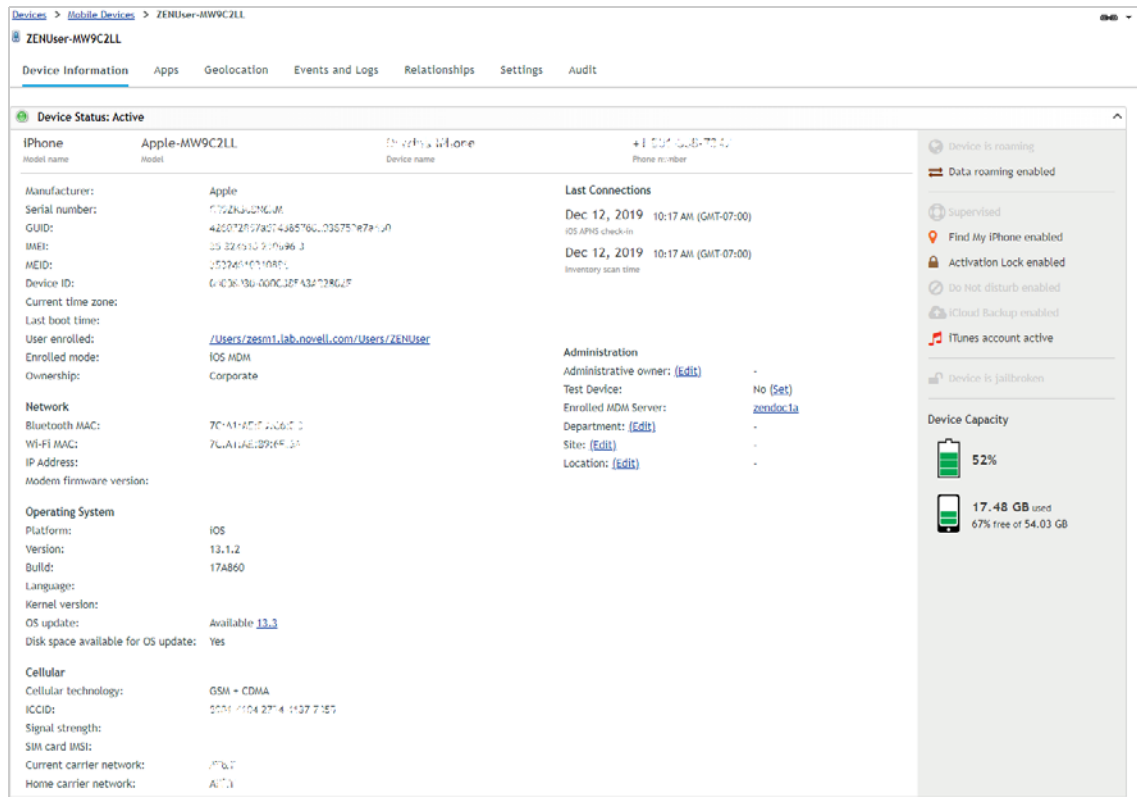 Devices > Mobile Devices > ZENUser-MW9C2LL
ZENUser-MW9C2LL
Device Information Apps Geolocation Events and Logs Relationships Settings Audit
Device Status: Active
iPhone Apple-MW9C2LL
Model name Model Device name Phone number
Manufacturer: Apple
Serial number:
GUID:
IMEI:
MEID:
Device ID:
Current time zone:
Last boot time:
User enrolled: /Users/zesm1.lab.novell.com/Users/ZENUser
Enrolled mode: iOS MDM
Ownership: Corporate
Network
Bluetooth MAC:
Wi-Fi MAC:
IP Address:
Modem firmware version:
Operating System
Platform: iOS
Version: 13.1.2
Build: 17A860
Language:
Kernel version:
OS update: Available 13.3
Disk space available for OS update: Yes
Cellular
Cellular technology: GSM + CDMA
ICCID:
Signal strength:
SIM card IMSI:
Current carrier network:
Home carrier network:
Last Connections
Dec 12, 2019 10:17 AM (GMT-07:00)
iOS APNS check-in
Dec 12, 2019 10:17 AM (GMT-07:00)
Inventory scan time
Administration
Administrative owner: (Edit) -
Test Device: No (Set)
Enrolled MDM Server: zendoc1a
Department: (Edit) -
Site: (Edit) -
Location: (Edit) -
Device is roaming
Data roaming enabled
Supervised
Find My iPhone enabled
Activation Lock enabled
Do Not disturb enabled
iCloud Backup enabled
iTunes account active
Device is jailbroken
Device Capacity
52%
17.48 GB used
67% free of 54.03 GB